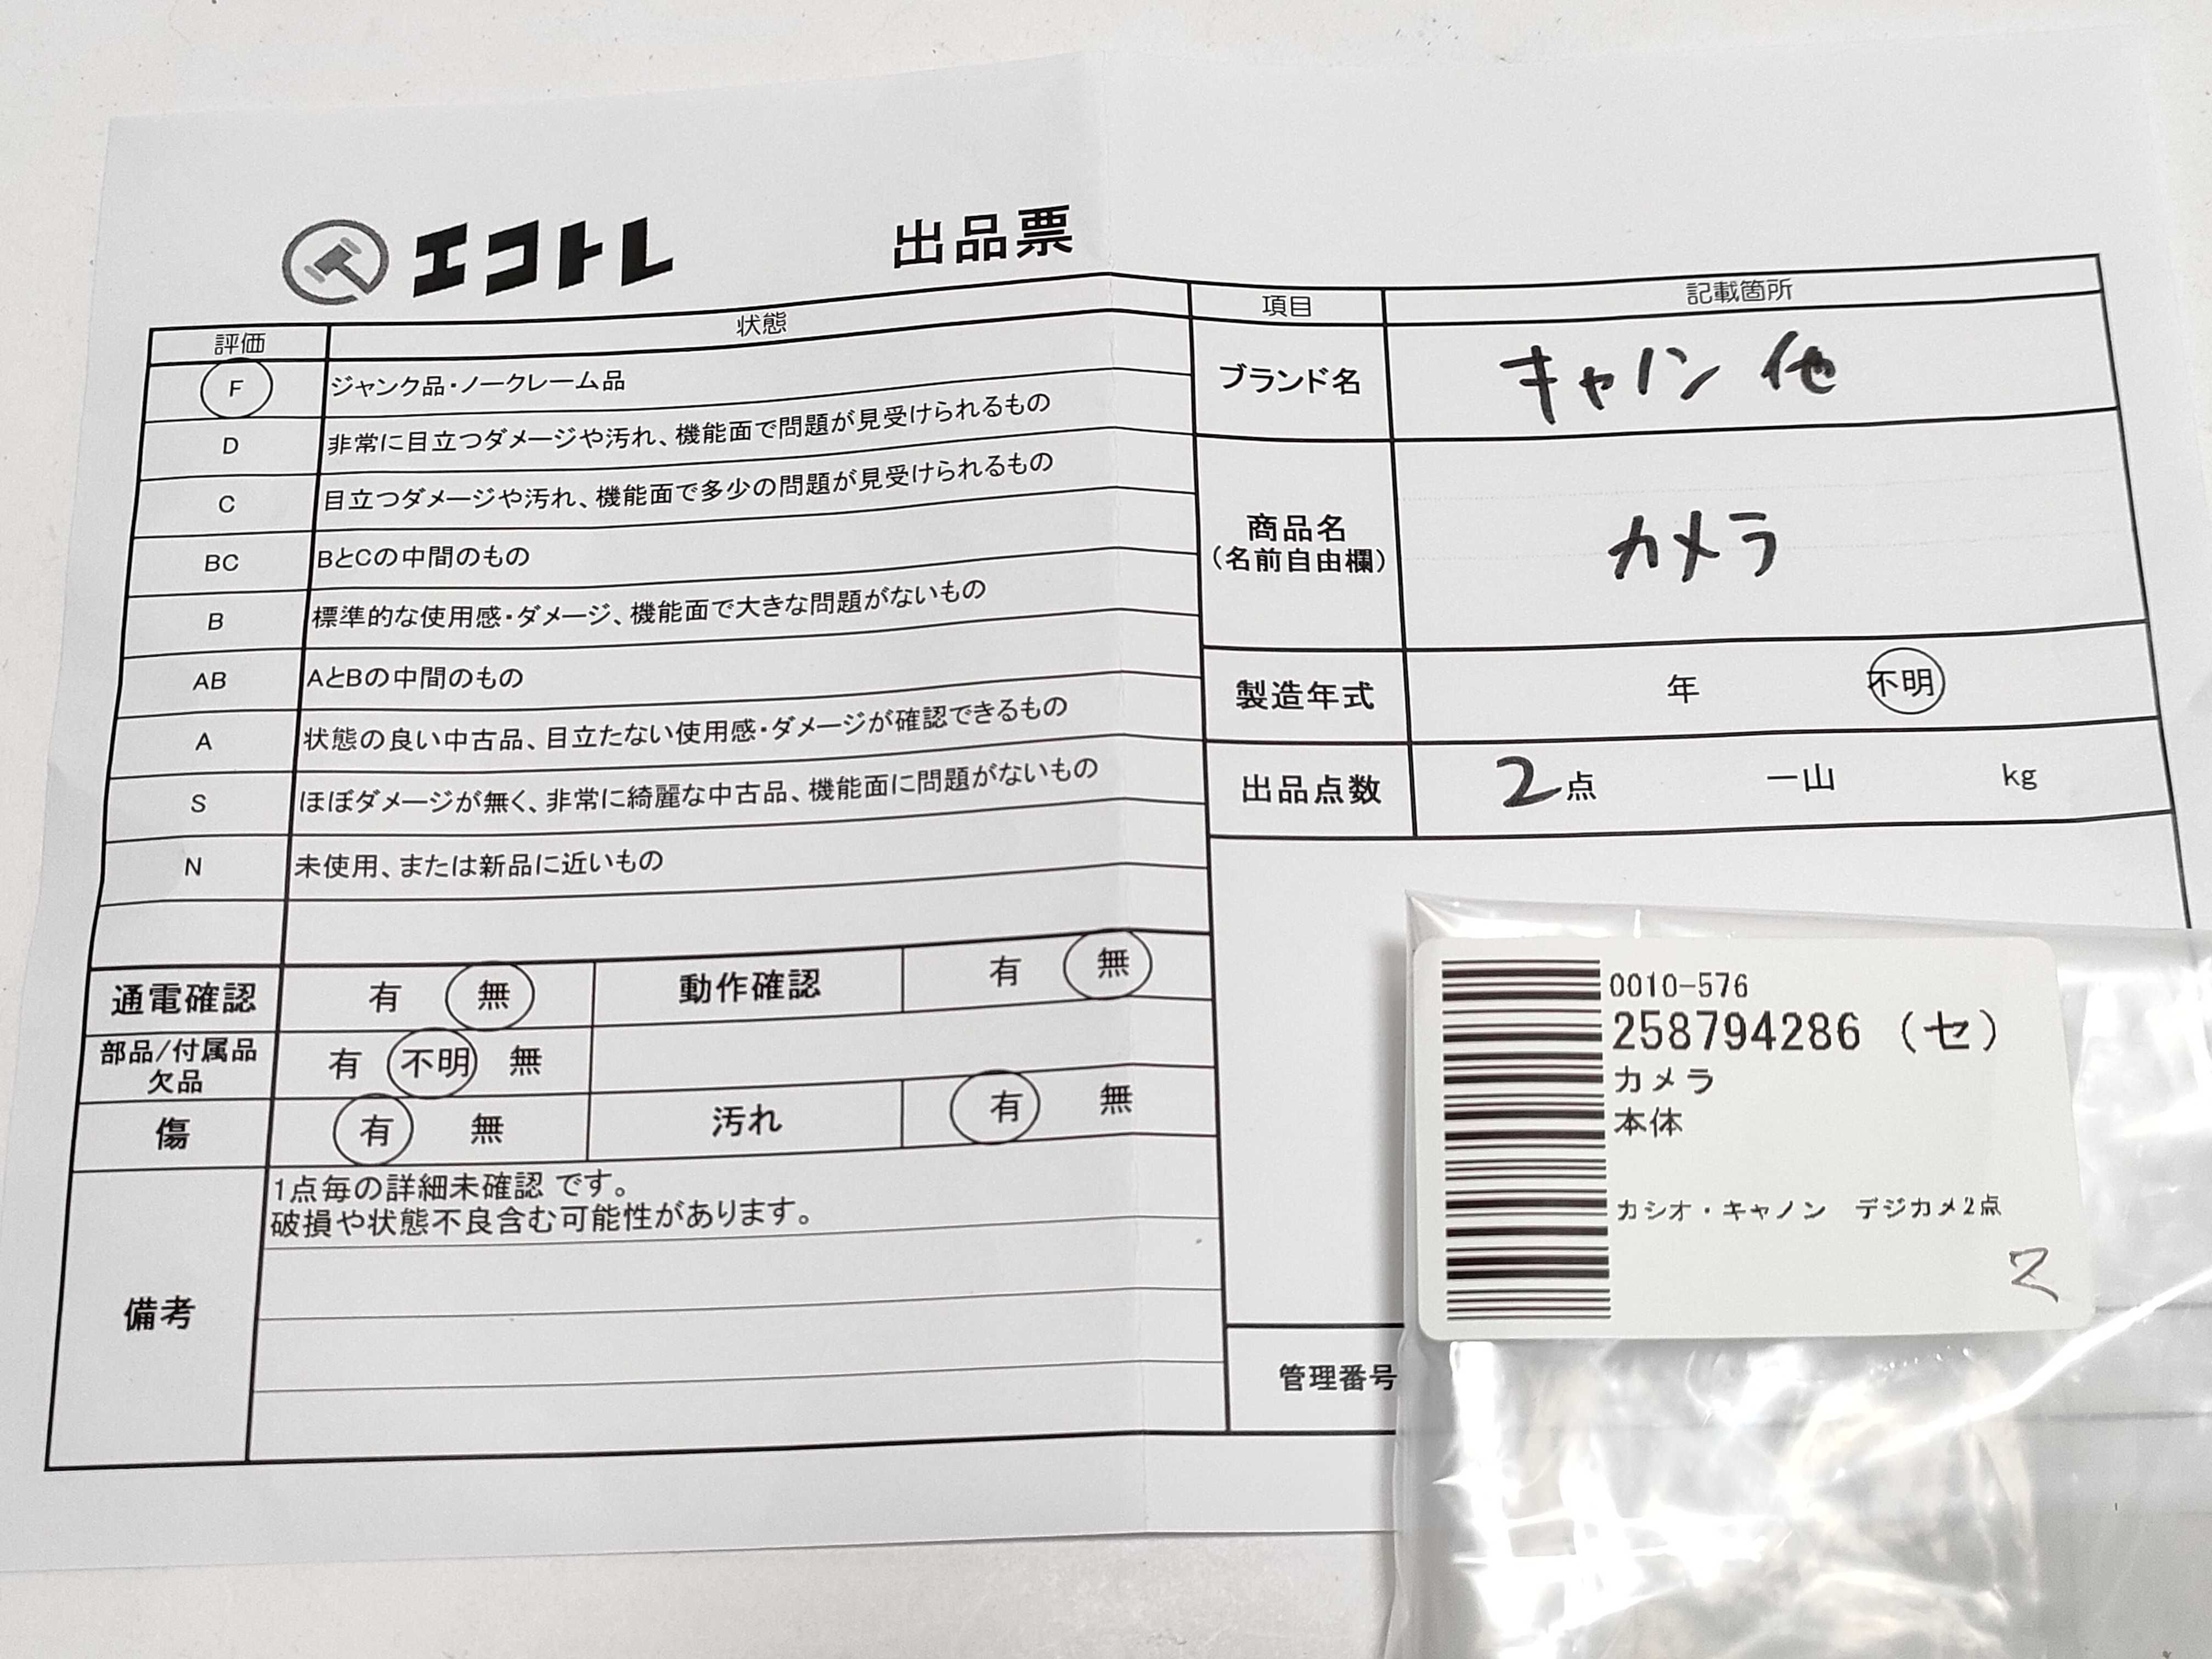 エコトレ
出品票
評価 状態
F ジャンク品・ノークレーム品
D 非常に目立つダメージや汚れ、機能面で問題が見受けられるもの
C 目立つダメージや汚れ、機能面で多少の問題が見受けられるもの
BC BとCの中間のもの
B 標準的な使用感・ダメージ、機能面で大きな問題がないもの
AB AとBの中間のもの
A 状態の良い中古品、目立たない使用感・ダメージが確認できるもの
S ほぼダメージが無く、非常に綺麗な中古品、機能面に問題がないもの
N 未使用、または新品に近いもの
通電確認 有 無 動作確認 有 無
部品/付属品
欠品 有 不明 無
傷 有 無 汚れ 有 無
備考
1点毎の詳細未確認 です。
破損や状態不良含む可能性があります。
項目 記載箇所
ブランド名 キャノン 他
商品名
(名前自由欄) カメラ
製造年式 年 不明
出品点数 2点 一山 kg
管理番号
0010-576
258794286 (セ)
カメラ
本体
カシオ・キャノン デジカメ2点
2